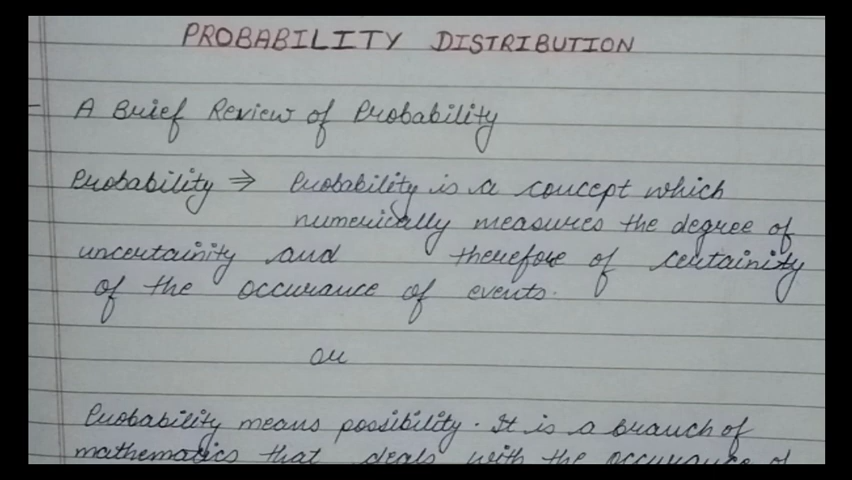 PROBABILITY DISTRIBUTION
A Brief Review of Probability
Probability ⇒ Probability is a concept which
numerically measures the degree of
uncertainity and therefore of certainity
of the occurance of events.
or
Probability means possibility. It is a branch of
mathematics that deals with the occurance of